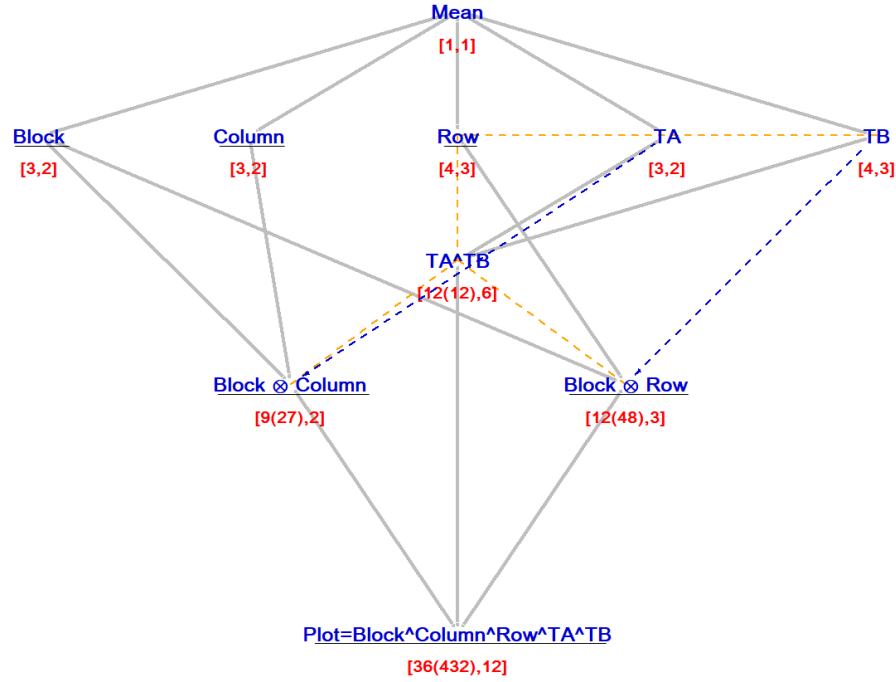 Mean
[1,1]
Block Column Row TA TB
[3,2] [3,2] [4,3] [3,2] [4,3]
TA^TB
[12(12),6]
Block ⊗ Column Block ⊗ Row
[9(27),2] [12(48),3]
Plot=Block^Column^Row^TA^TB
[36(432),12]